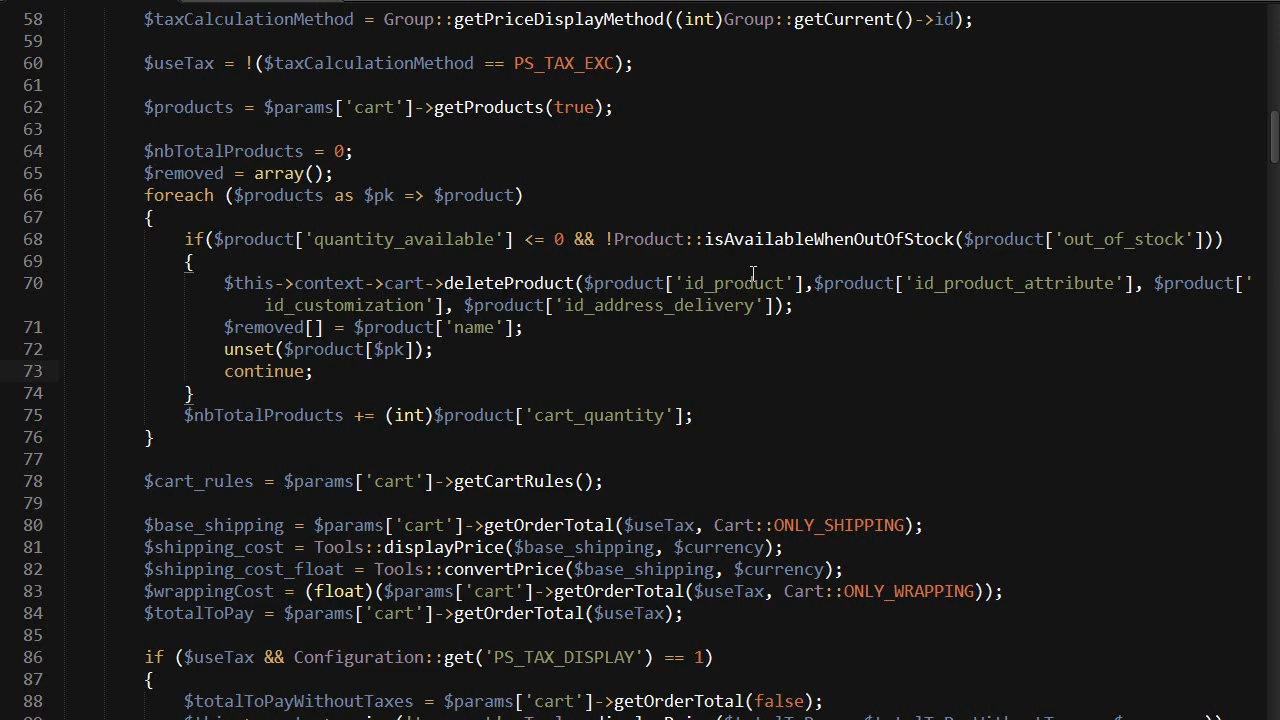 58 $taxCalculationMethod = Group::getPriceDisplayMethod((int)Group::getCurrent()->id);
59
60 $useTax = !($taxCalculationMethod == PS_TAX_EXC);
61
62 $products = $params['cart']->getProducts(true);
63
64 $nbTotalProducts = 0;
65 $removed = array();
66 foreach ($products as $pk => $product)
67 {
68 if($product['quantity_available'] <= 0 && !Product::isAvailableWhenOutOfStock($product['out_of_stock']))
69 {
70 $this->context->cart->deleteProduct($product['id_product'],$product['id_product_attribute'], $product['
id_customization'], $product['id_address_delivery']);
71 $removed[] = $product['name'];
72 unset($product[$pk]);
73 continue;
74 }
75 $nbTotalProducts += (int)$product['cart_quantity'];
76 }
77
78 $cart_rules = $params['cart']->getCartRules();
79
80 $base_shipping = $params['cart']->getOrderTotal($useTax, Cart::ONLY_SHIPPING);
81 $shipping_cost = Tools::displayPrice($base_shipping, $currency);
82 $shipping_cost_float = Tools::convertPrice($base_shipping, $currency);
83 $wrappingCost = (float)($params['cart']->getOrderTotal($useTax, Cart::ONLY_WRAPPING));
84 $totalToPay = $params['cart']->getOrderTotal($useTax);
85
86 if ($useTax && Configuration::get('PS_TAX_DISPLAY') == 1)
87 {
88 $totalToPayWithoutTaxes = $params['cart']->getOrderTotal(false);